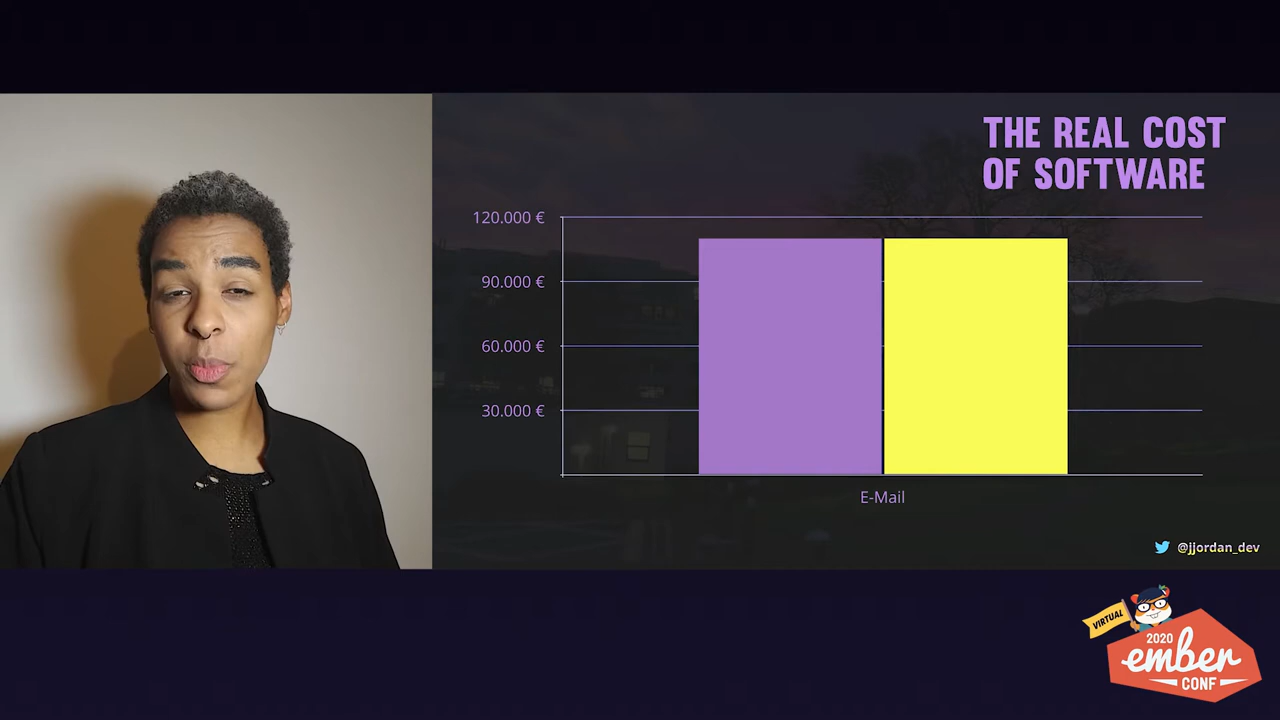 THE REAL COST
OF SOFTWARE
120.000 €
90.000 €
60.000 €
30.000 €
E-Mail
@jjordan_dev
VIRTUAL
2020
ember
CONF